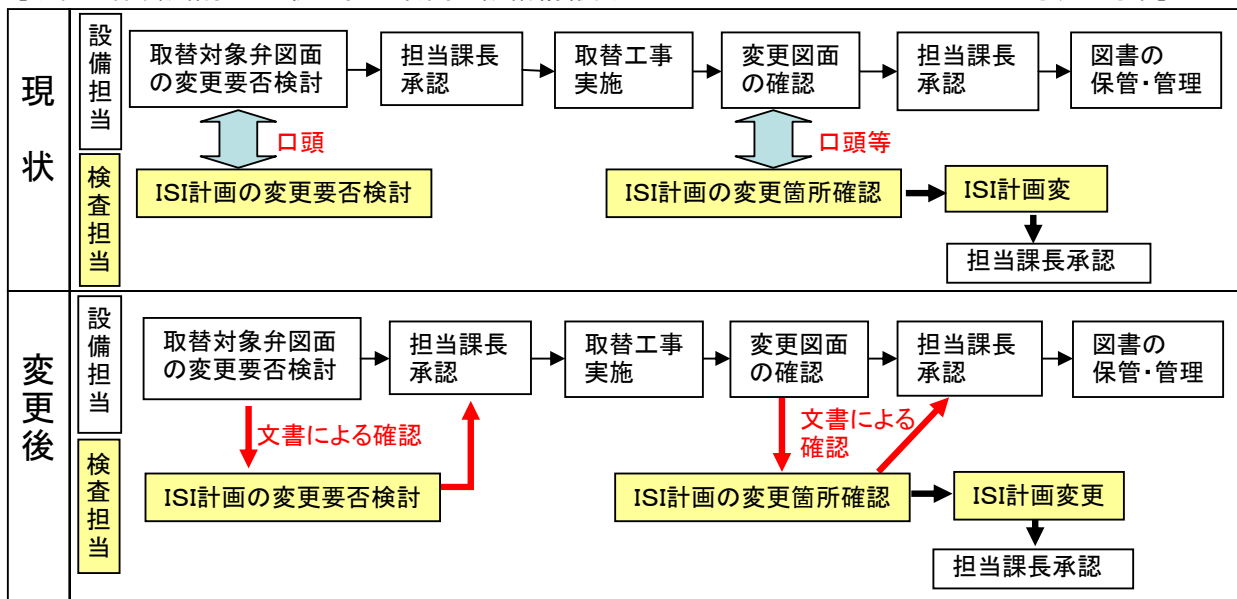 現状
設備担当
取替対象弁図面
の変更要否検討
担当課長
承認
取替工事
実施
変更図面
の確認
担当課長
承認
図書の
保管・管理
口頭
口頭等
検査担当
ISI計画の変更要否検討
ISI計画の変更箇所確認
ISI計画変
担当課長承認
変更後
設備担当
取替対象弁図面
の変更要否検討
担当課長
承認
取替工事
実施
変更図面
の確認
担当課長
承認
図書の
保管・管理
文書による確認
文書による
確認
検査担当
ISI計画の変更要否検討
ISI計画の変更箇所確認
ISI計画変更
担当課長承認